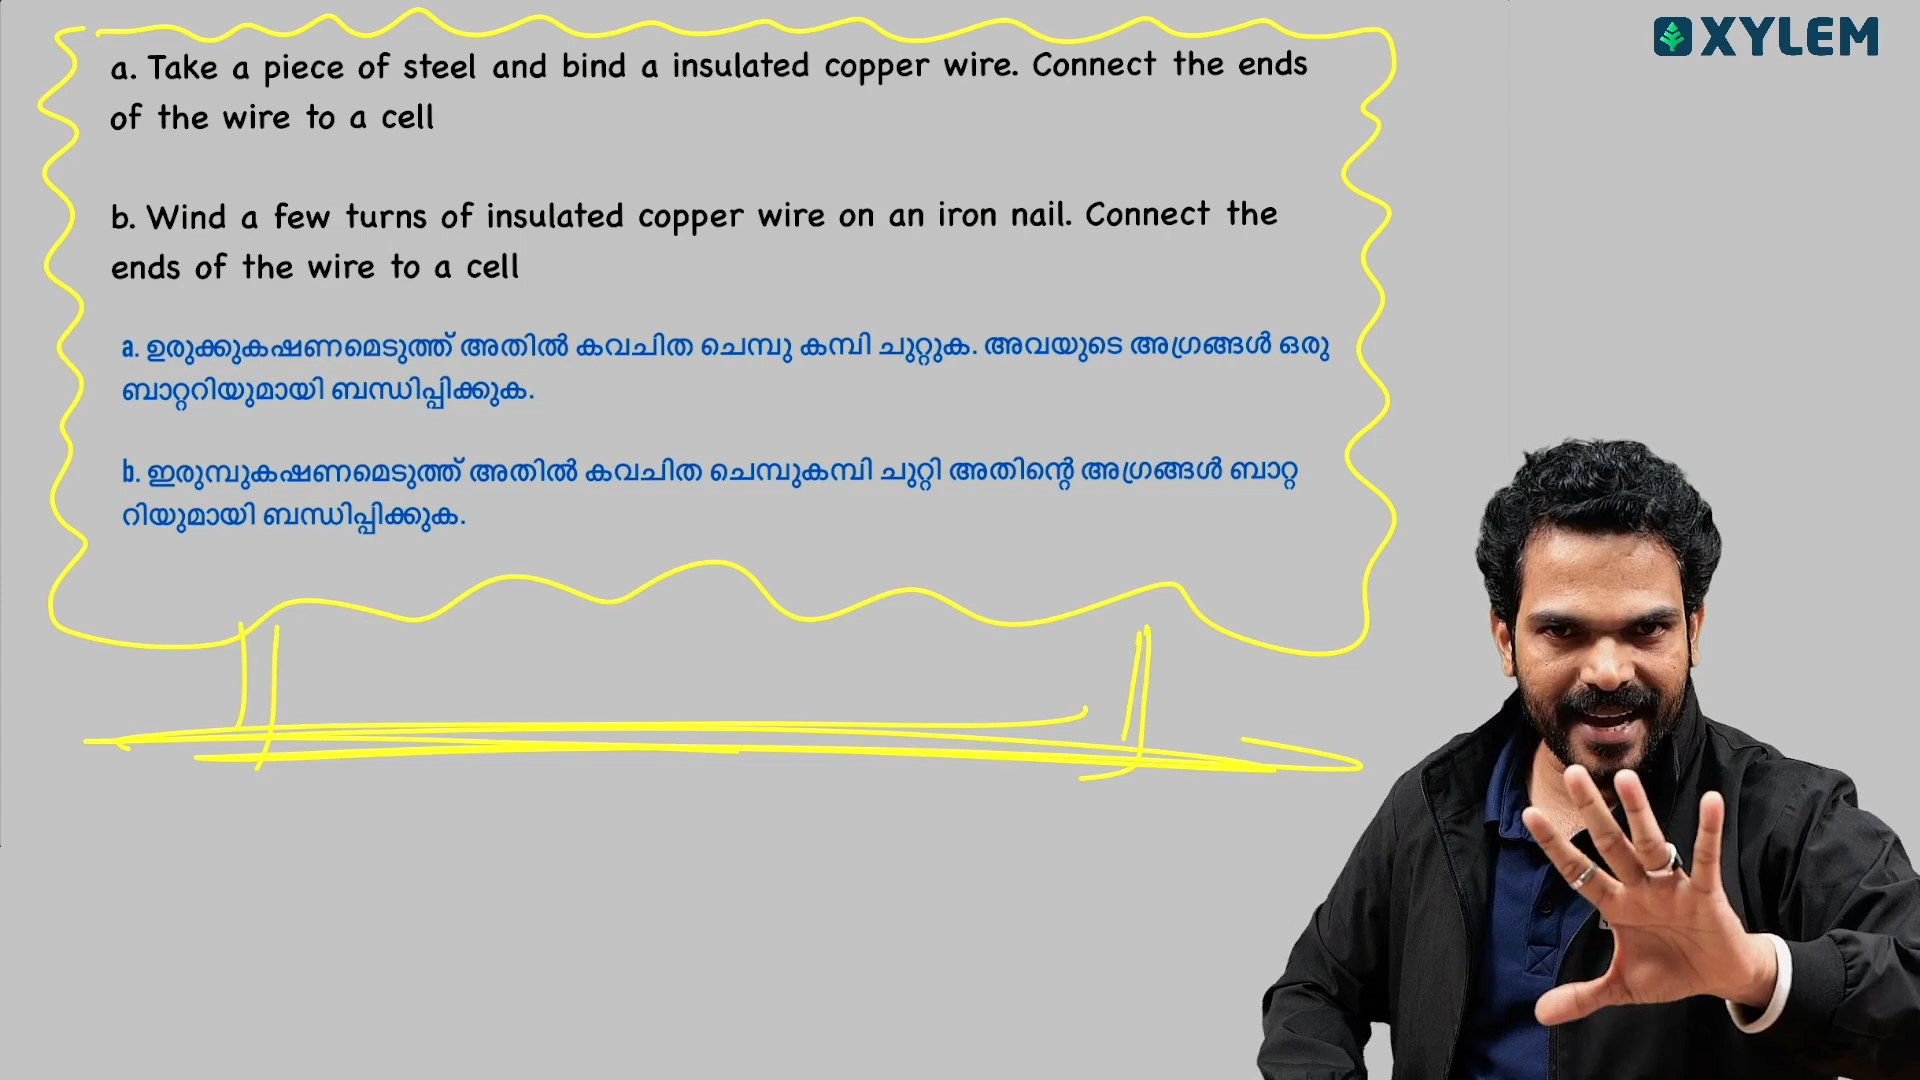 XYLEM
a. Take a piece of steel and bind a insulated copper wire. Connect the ends
of the wire to a cell
b. Wind a few turns of insulated copper wire on an iron nail. Connect the
ends of the wire to a cell
a. ഉരുക്കുകഷണമെടുത്ത് അതിൽ കവചിത ചെമ്പു കമ്പി ചുറ്റുക. അവയുടെ അഗ്രങ്ങൾ ഒരു
ബാറ്ററിയുമായി ബന്ധിപ്പിക്കുക.
b. ഇരുമ്പുകഷണമെടുത്ത് അതിൽ കവചിത ചെമ്പുകമ്പി ചുറ്റി അതിന്റെ അഗ്രങ്ങൾ ബാറ്റ
റിയുമായി ബന്ധിപ്പിക്കുക.